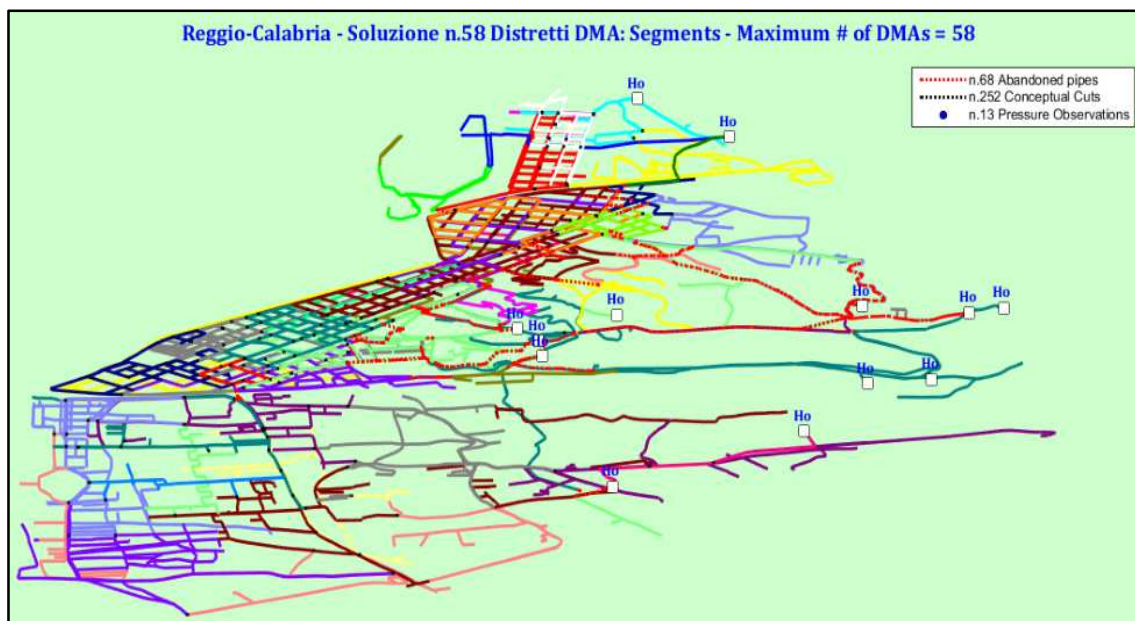 Reggio-Calabria - Soluzione n.58 Distretti DMA: Segments - Maximum # of DMAs = 58
n.68 Abandoned pipes
n.252 Conceptual Cuts
n.13 Pressure Observations
Ho
Ho
Ho
Ho
Ho
Ho
Ho
Ho
Ho
Ho
Ho
Ho